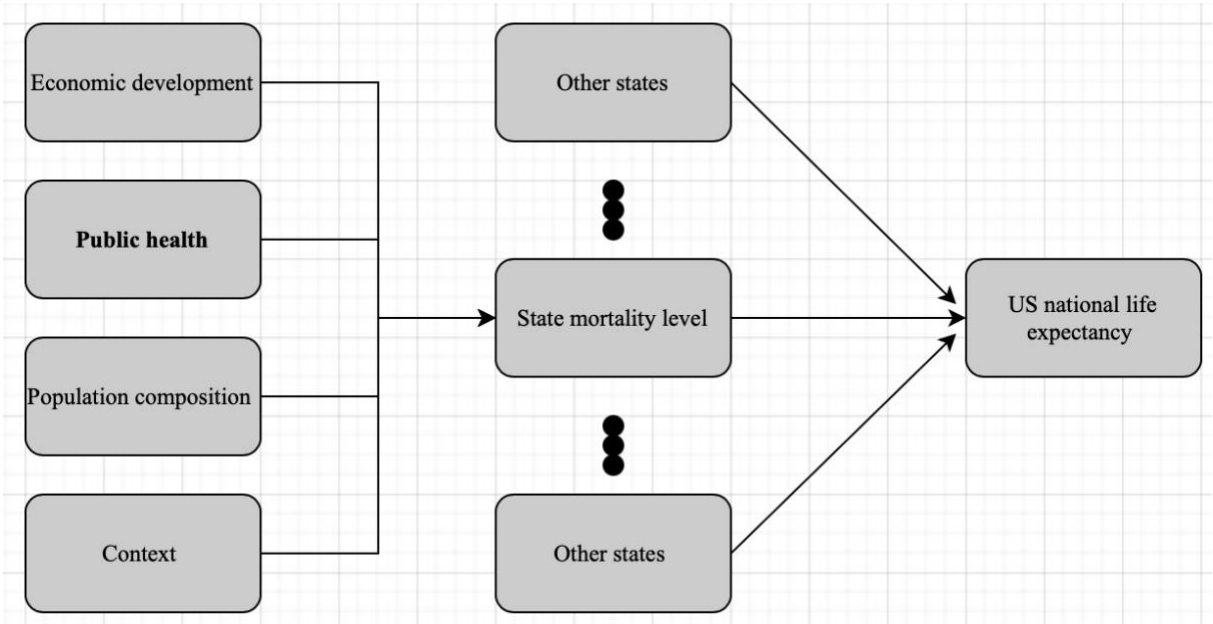 Economic development
Public health
Population composition
Context
Other states
State mortality level
Other states
US national life
expectancy